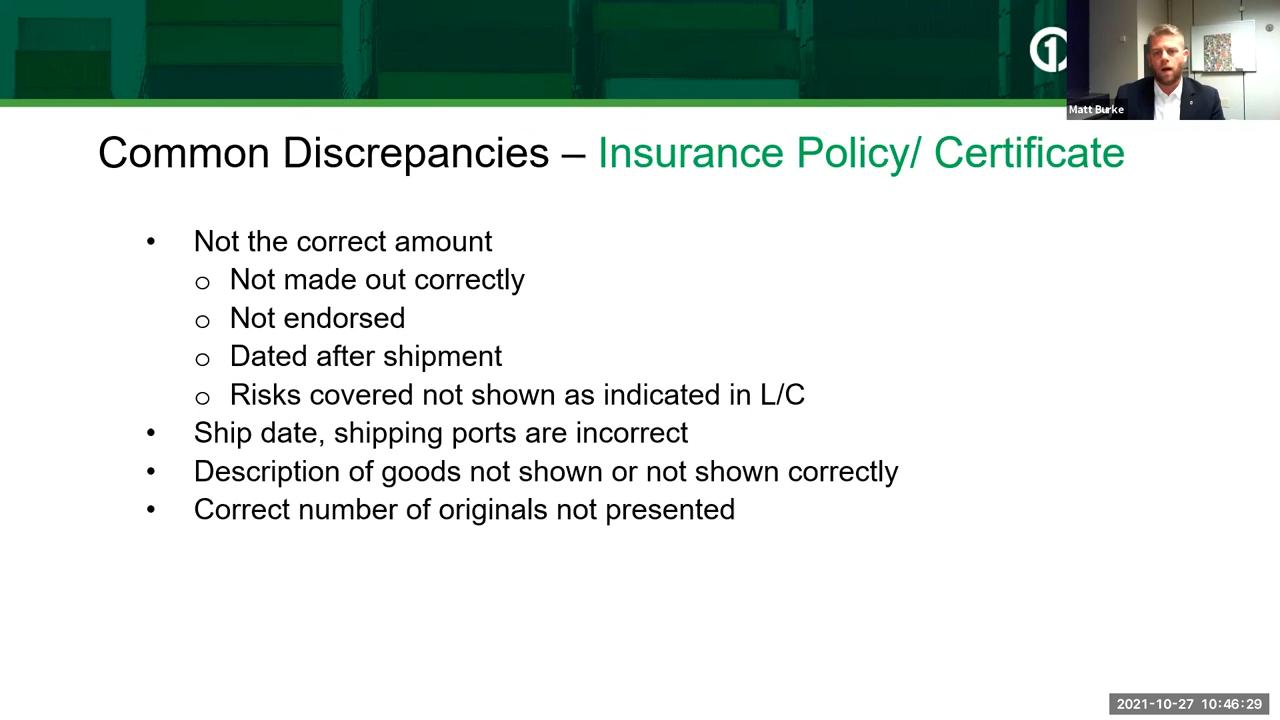 1
Matt Burke
Common Discrepancies – Insurance Policy/ Certificate
• Not the correct amount
o Not made out correctly
o Not endorsed
o Dated after shipment
o Risks covered not shown as indicated in L/C
• Ship date, shipping ports are incorrect
• Description of goods not shown or not shown correctly
• Correct number of originals not presented
2021-10-27 10:46:29